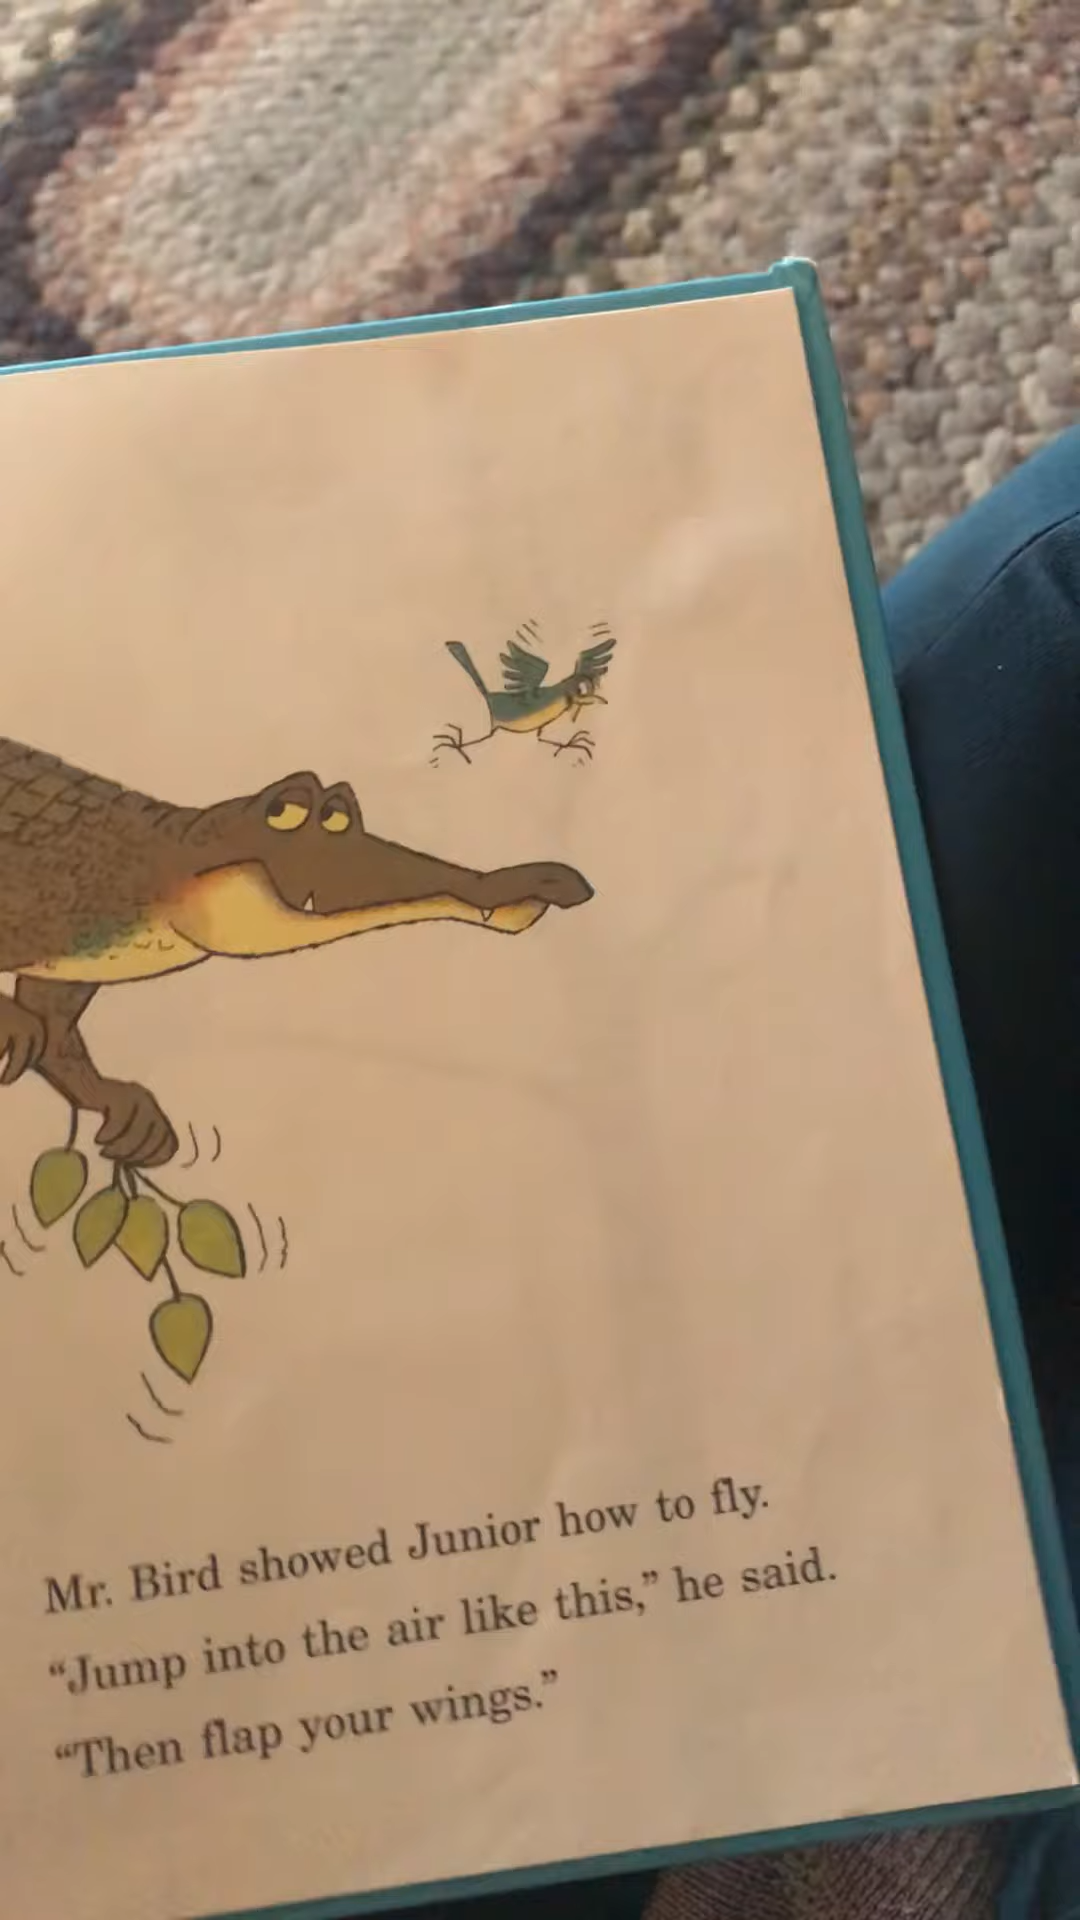 Mr. Bird showed Junior how to fly.
“Jump into the air like this,” he said.
“Then flap your wings.”